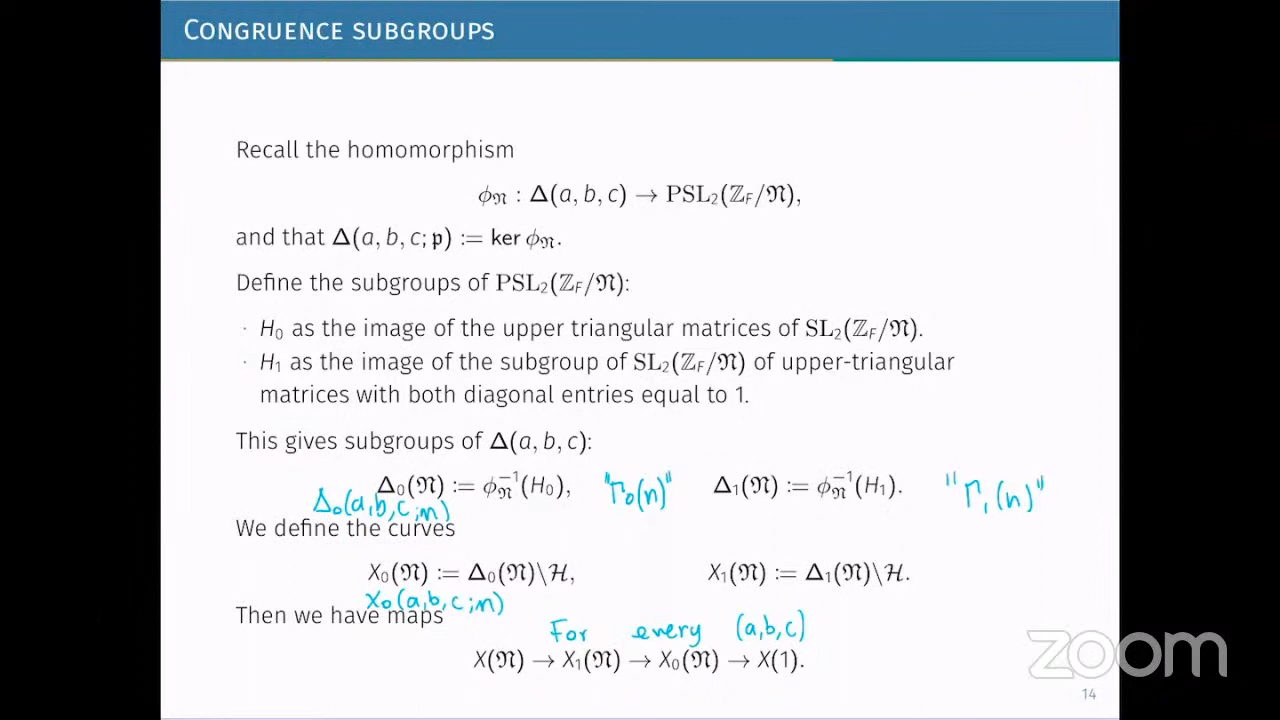 CONGRUENCE SUBGROUPS
Recall the homomorphism
ϕ𝔑 : Δ(a, b, c) → PSL₂(ℤ_F/𝔑),
and that Δ(a, b, c; 𝔭) := ker ϕ𝔑.
Define the subgroups of PSL₂(ℤ_F/𝔑):
· H₀ as the image of the upper triangular matrices of SL₂(ℤ_F/𝔑).
· H₁ as the image of the subgroup of SL₂(ℤ_F/𝔑) of upper-triangular
matrices with both diagonal entries equal to 1.
This gives subgroups of Δ(a, b, c):
Δ₀(𝔑) := ϕ𝔑⁻¹(H₀), "Γ₀(n)" Δ₁(𝔑) := ϕ𝔑⁻¹(H₁). "Γ₁(n)"
Δ₀(a,b,c;n)
We define the curves
X₀(𝔑) := Δ₀(𝔑)\ℋ, X₁(𝔑) := Δ₁(𝔑)\ℋ.
X₀(a,b,c;n)
Then we have maps
For every (a,b,c)
X(𝔑) → X₁(𝔑) → X₀(𝔑) → X(1).
zoom
14